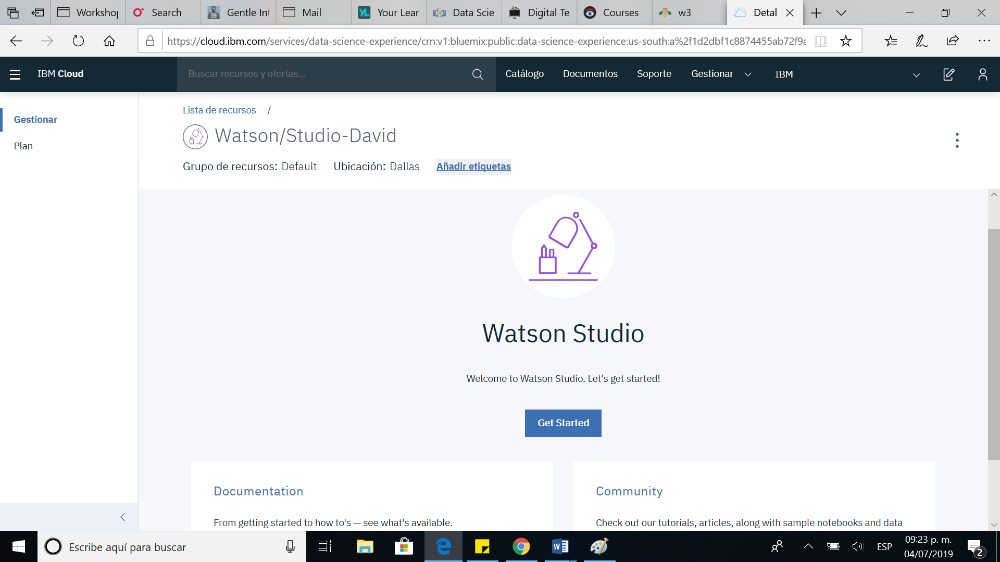 Workshop
Search
Gentle Int
Mail
Your Lear
Data Scie
Digital Te
Courses
w3
Detal
https://cloud.ibm.com/services/data-science-experience/crn:v1:bluemix:public:data-science-experience:us-south:a%2f1d2dbf1c8874455ab72f9a
IBM Cloud
Buscar recursos y ofertas...
Catálogo
Documentos
Soporte
Gestionar
IBM
Gestionar
Plan
Lista de recursos /
Watson/Studio-David
Grupo de recursos: Default Ubicación: Dallas Añadir etiquetas
Watson Studio
Welcome to Watson Studio. Let's get started!
Get Started
Documentation
From getting started to how to's — see what's available.
Community
Check out our tutorials, articles, along with sample notebooks and data
Escribe aquí para buscar
ESP
09:23 p. m.
04/07/2019
2